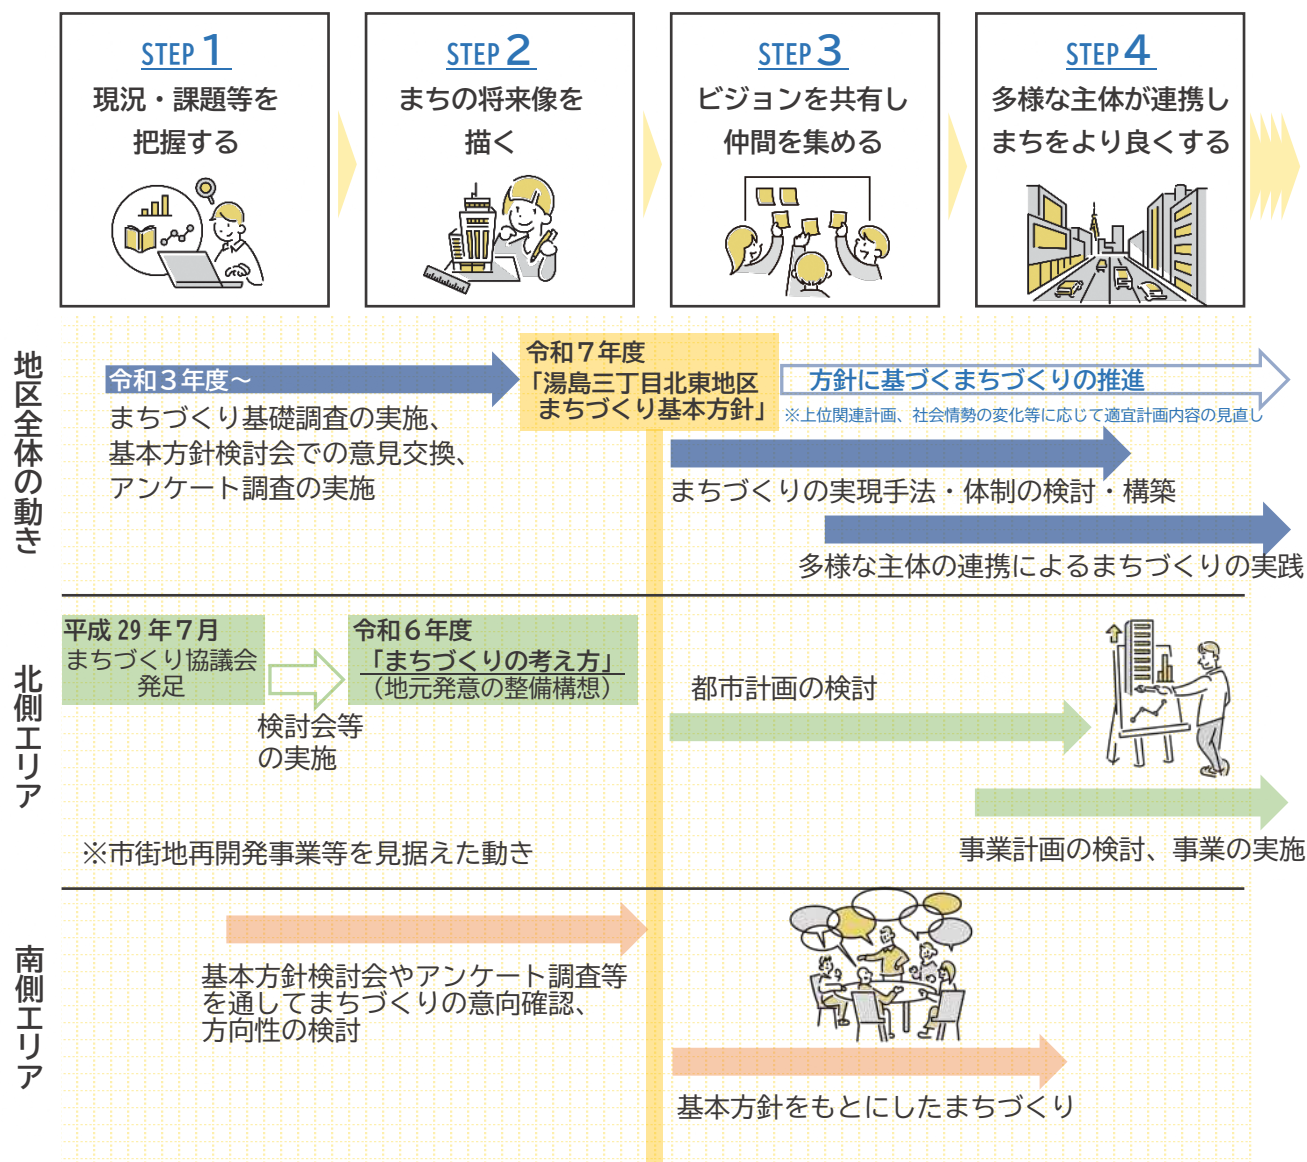 STEP 1
現況・課題等を
把握する
STEP 2
まちの将来像を
描く
STEP 3
ビジョンを共有し
仲間を集める
STEP 4
多様な主体が連携し
まちをより良くする
地区全体の動き
令和３年度～
まちづくり基礎調査の実施、
基本方針検討会での意見交換、
アンケート調査の実施
令和７年度
「湯島三丁目北東地区
まちづくり基本方針」
方針に基づくまちづくりの推進
※上位関連計画、社会情勢の変化等に応じて適宜計画内容の見直し
まちづくりの実現手法・体制の検討・構築
多様な主体の連携によるまちづくりの実践
北側エリア
平成 29 年７月
まちづくり協議会
発足
検討会等
の実施
令和６年度
「まちづくりの考え方」
（地元発意の整備構想）
都市計画の検討
事業計画の検討、事業の実施
※市街地再開発事業等を見据えた動き
南側エリア
基本方針検討会やアンケート調査等
を通してまちづくりの意向確認、
方向性の検討
基本方針をもとにしたまちづくり